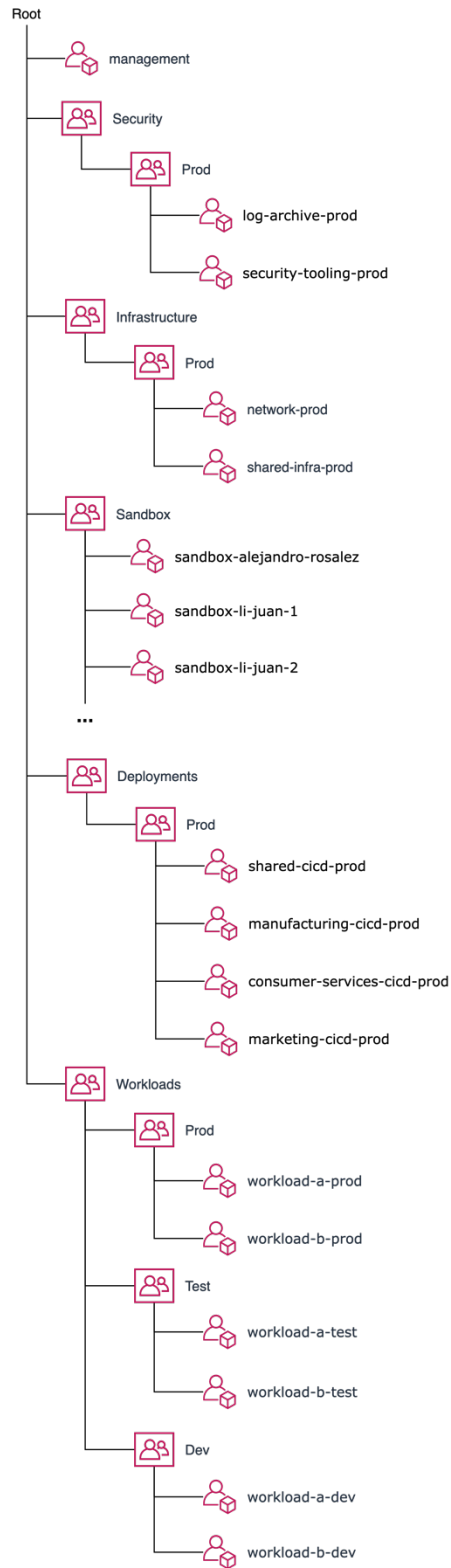 Root
management
Security
Prod
log-archive-prod
security-tooling-prod
Infrastructure
Prod
network-prod
shared-infra-prod
Sandbox
sandbox-alejandro-rosalez
sandbox-li-juan-1
sandbox-li-juan-2
...
Deployments
Prod
shared-cicd-prod
manufacturing-cicd-prod
consumer-services-cicd-prod
marketing-cicd-prod
Workloads
Prod
workload-a-prod
workload-b-prod
Test
workload-a-test
workload-b-test
Dev
workload-a-dev
workload-b-dev